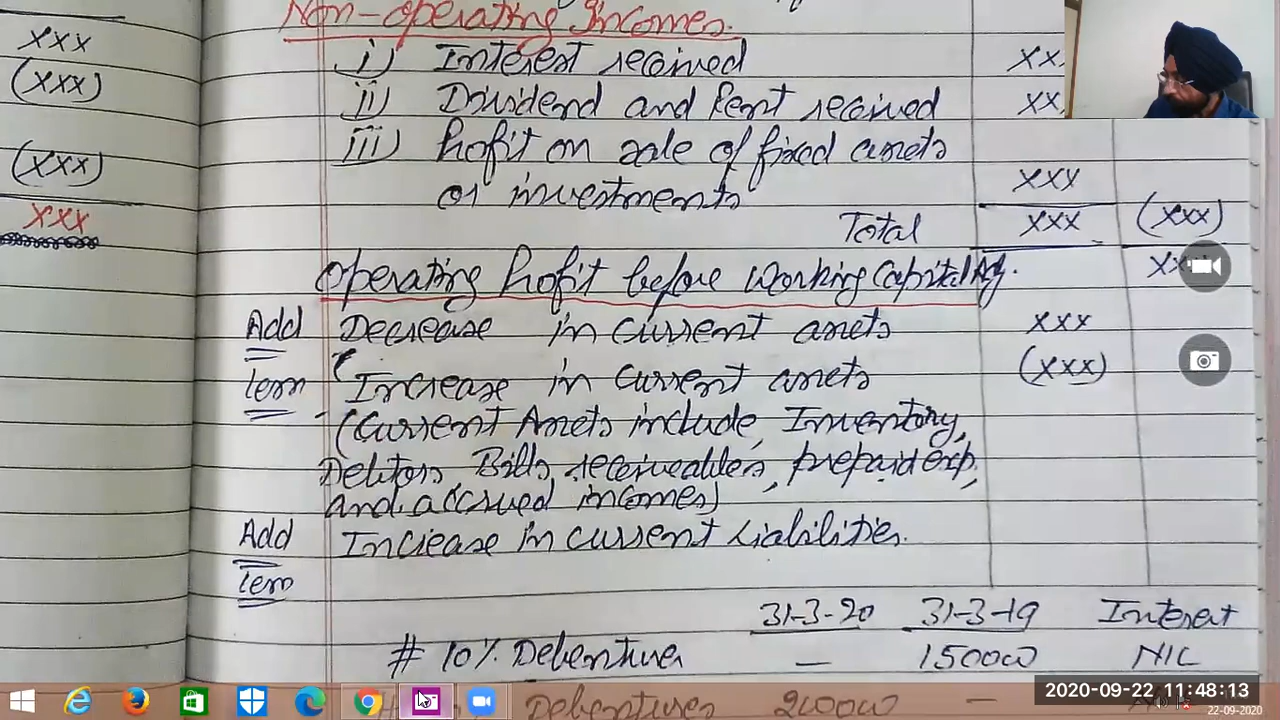 Non-operating Incomes.
xxx
i) Interest received xx
(xxx)
ii) Dividend and Rent received xx
iii) Profit on sale of fixed assets
(xxx)
or investments xxx
xxx
Total xxx (xxx)
Operating Profit before Working Capital Adj. xx
Add Decrease in current assets xxx
Less Increase in current assets (xxx)
(Current Assets include, Inventory,
Debtors, Bills receivables, prepaid exp,
and accrued incomes)
Add Increase in current Liabilities.
Less
31-3-20 31-3-19 Interest
# 10% Debentures — 15000 NIL
Debentures 20000 —
2020-09-22 11:48:13
22-09-2020